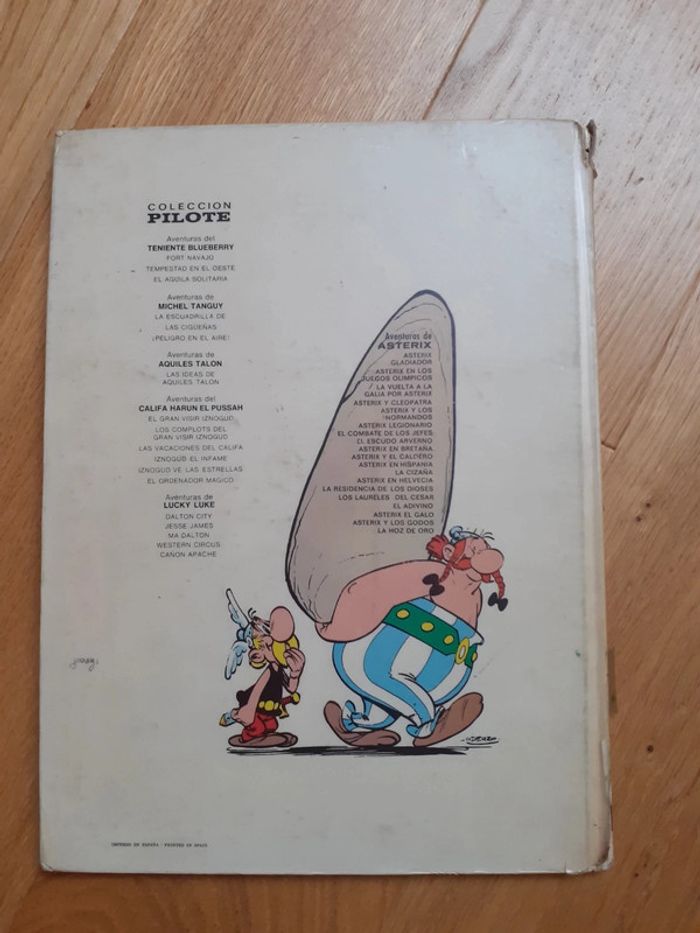 COLECCION
PILOTE
Aventuras del
TENIENTE BLUEBERRY
FORT NAVAJO
TEMPESTAD EN EL OESTE
EL AGUILA SOLITARIA
Aventuras de
MICHEL TANGUY
LA ESCUADRILLA DE
LAS CIGÜEÑAS
¡PELIGRO EN EL AIRE!
Aventuras de
AQUILES TALON
LAS IDEAS DE
AQUILES TALON
Aventuras del
CALIFA HARUN EL PUSSAH
EL GRAN VISIR IZNOGUD
LOS COMPLOTS DEL
GRAN VISIR IZNOGUD
LAS VACACIONES DEL CALIFA
IZNOGUD EL INFAME
IZNOGUD VE LAS ESTRELLAS
EL ORDENADOR MAGICO
Aventuras de
LUCKY LUKE
DALTON CITY
JESSE JAMES
MA DALTON
WESTERN CIRCUS
CAÑON APACHE
Aventuras de
ASTERIX
ASTERIX
GLADIADOR
ASTERIX EN LOS
JUEGOS OLIMPICOS
LA VUELTA A LA
GALIA POR ASTERIX
ASTERIX Y CLEOPATRA
ASTERIX Y LOS
NORMANDOS
ASTERIX LEGIONARIO
EL COMBATE DE LOS JEFES
EL ESCUDO ARVERNO
ASTERIX EN BRETAÑA
ASTERIX Y EL CALDERO
ASTERIX EN HISPANIA
LA CIZAÑA
ASTERIX EN HELVECIA
LA RESIDENCIA DE LOS DIOSES
LOS LAURELES DEL CESAR
EL ADIVINO
ASTERIX EL GALO
ASTERIX Y LOS GODOS
LA HOZ DE ORO
IMPRESO EN ESPAÑA - PRINTED IN SPAIN